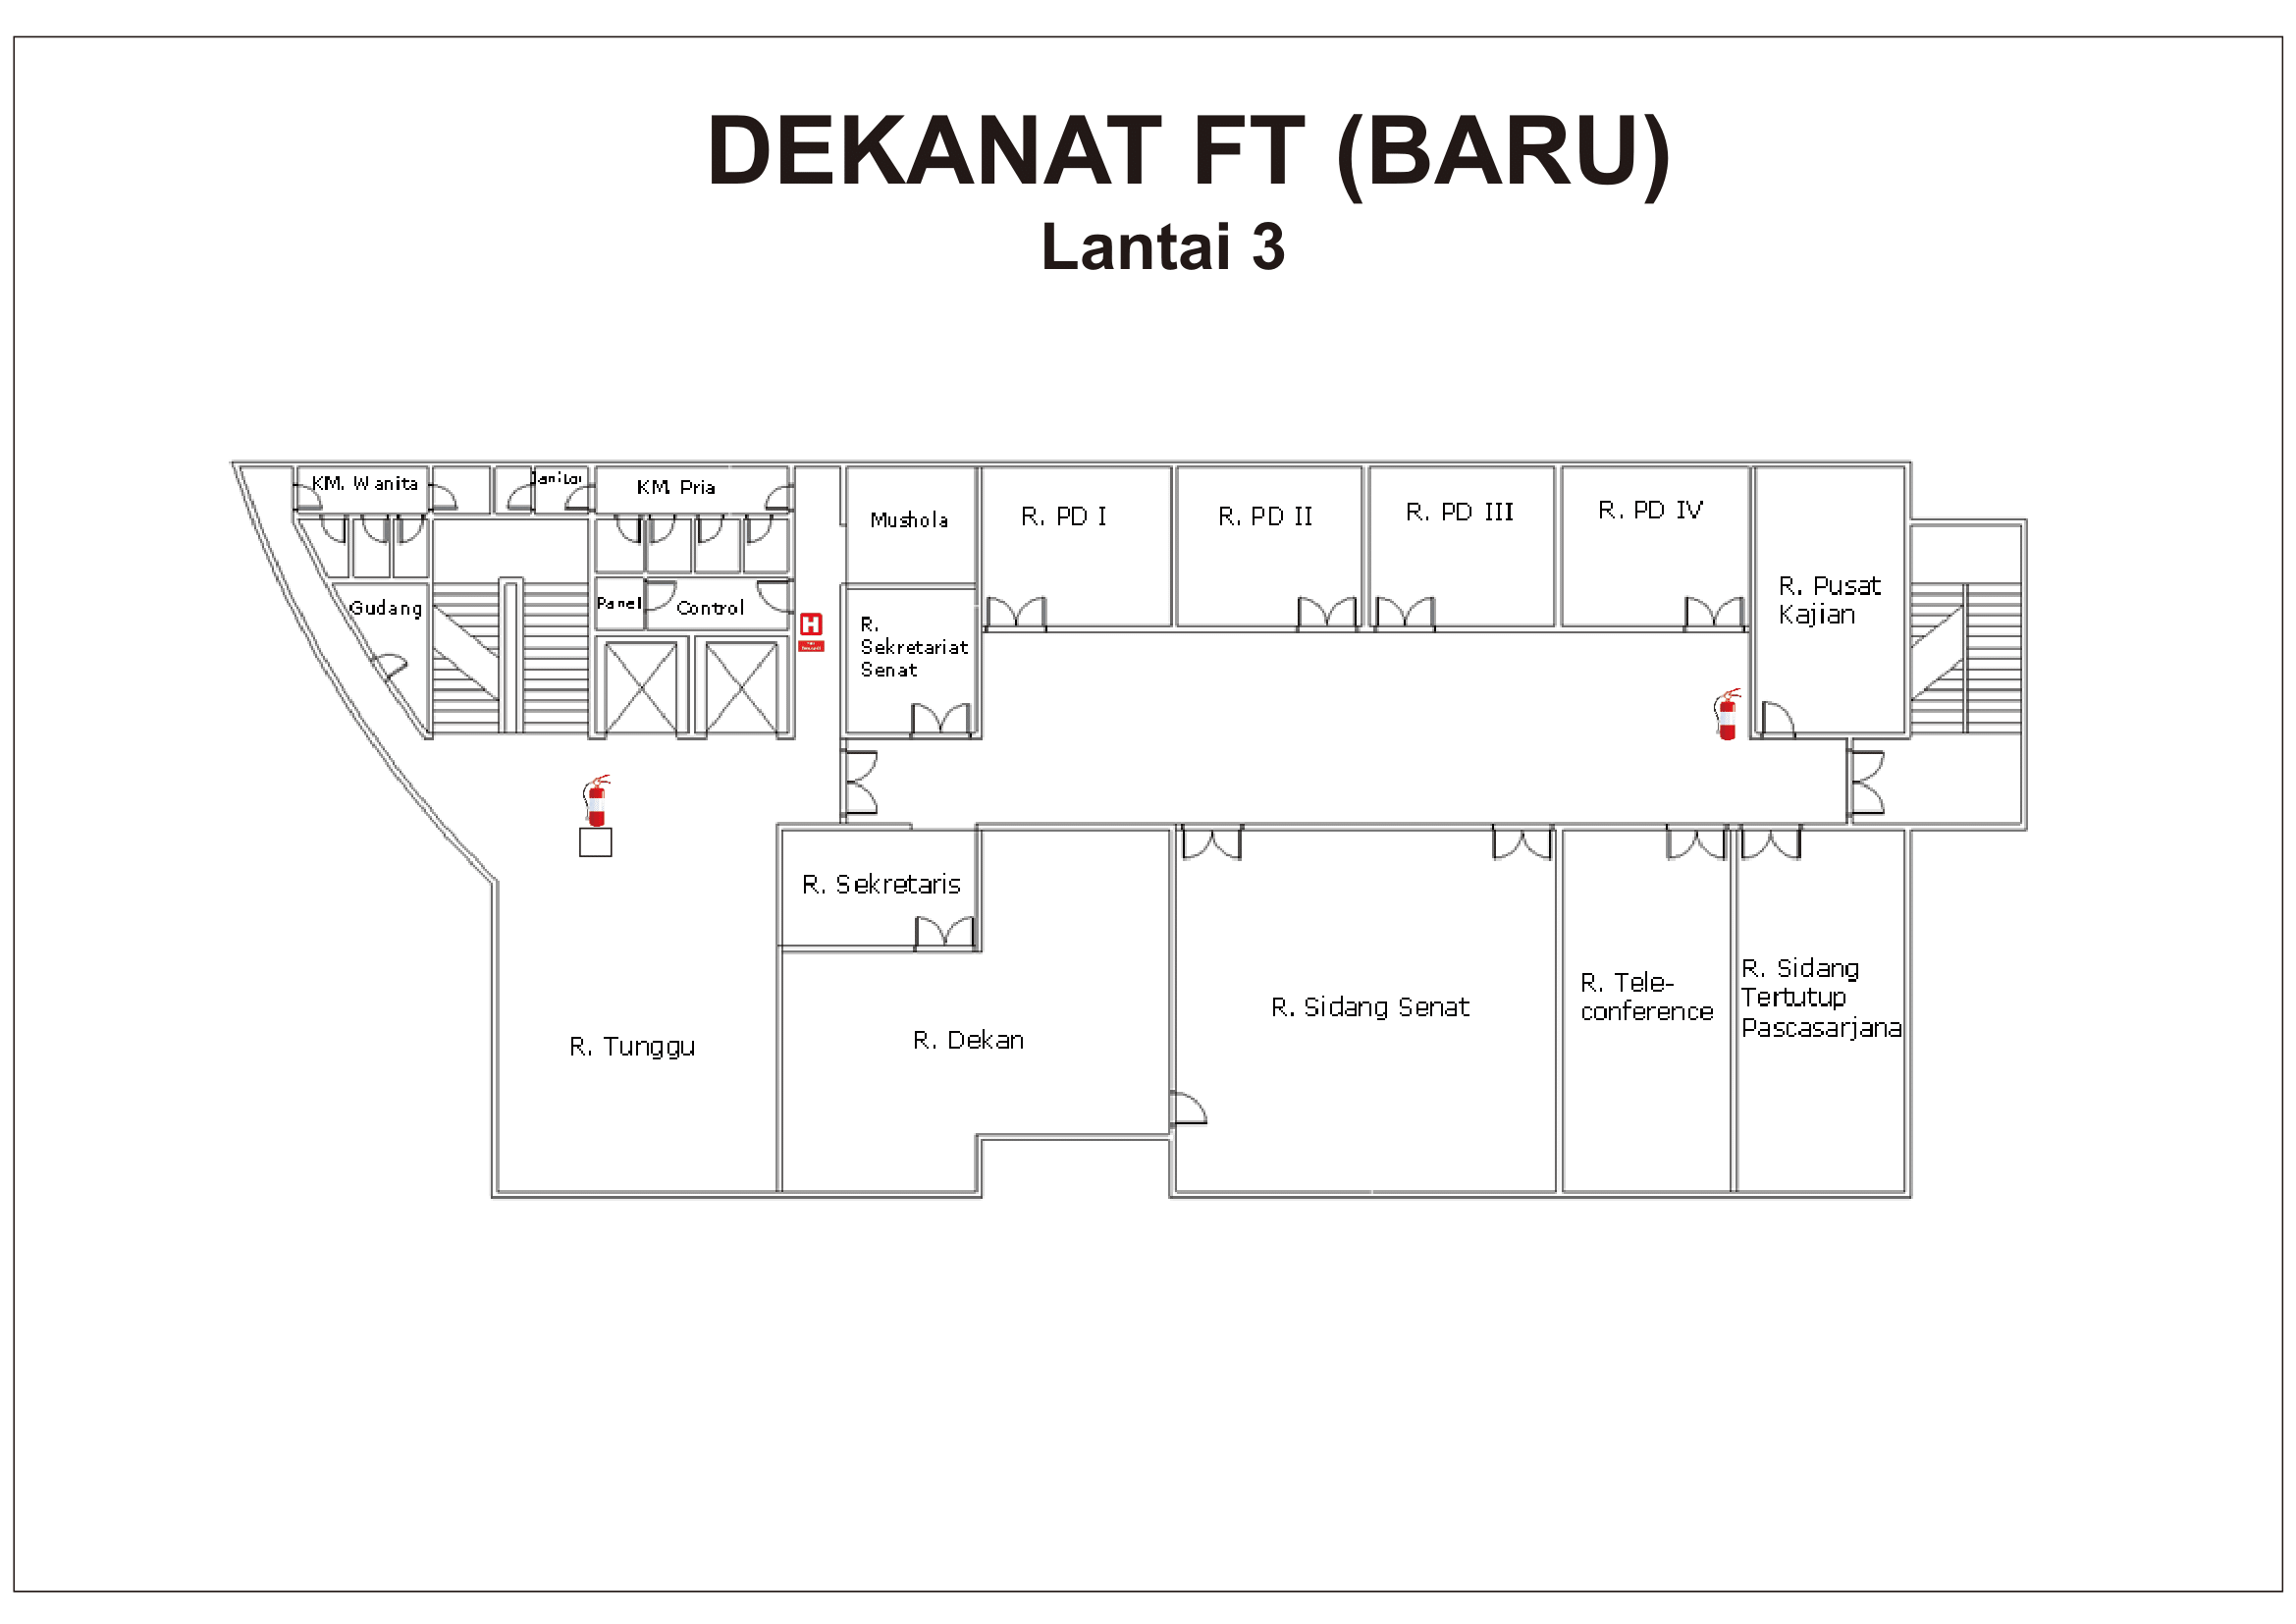 DEKANAT FT (BARU)
Lantai 3
KM. Wanita
Janitor
KM. Pria
Mushola
R. PD I
R. PD II
R. PD III
R. PD IV
R. Pusat
Kajian
Gudang
Panel
Control
H
R.
Sekretariat
Senat
R. Sekretaris
R. Tunggu
R. Dekan
R. Sidang Senat
R. Tele-
conference
R. Sidang
Tertutup
Pascasarjana